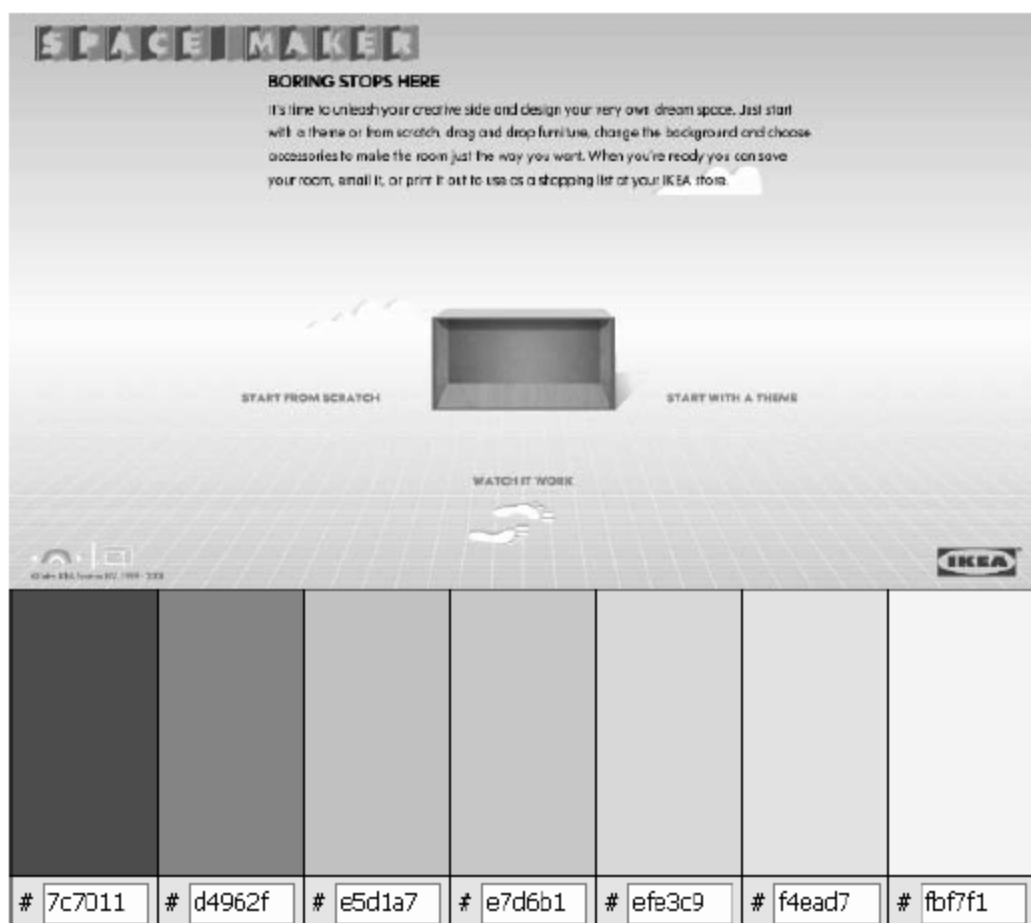 SPACE MAKER
BORING STOPS HERE
It's time to unleash your creative side and design your very own dream space. Just start
with a theme or from scratch, drag and drop furniture, change the background and choose
accessories to make the room just the way you want. When you're ready you can save
your room, email it, or print it out to use as a shopping list at your IKEA store.
START FROM SCRATCH
START WITH A THEME
WATCH IT WORK
IKEA
# 7c7011 # d4962f # e5d1a7 # e7d6b1 # efe3c9 # f4ead7 # fbf7f1